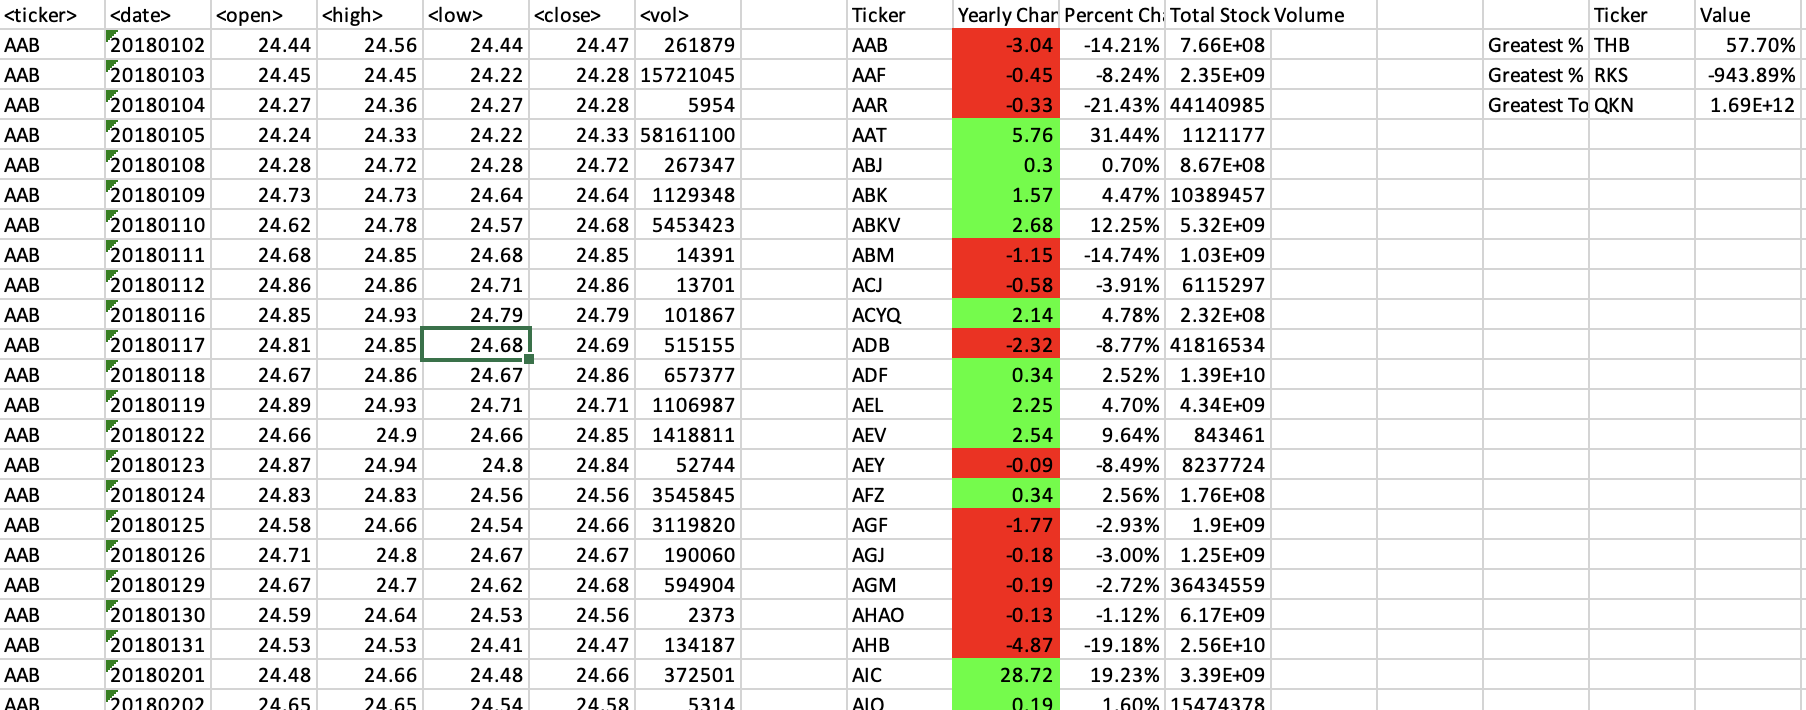 <ticker> <date> <open> <high> <low> <close> <vol> Ticker Yearly Char Percent Ch Total Stock Volume Ticker Value
AAB 20180102 24.44 24.56 24.44 24.47 261879 AAB -3.04 -14.21% 7.66E+08 Greatest % THB 57.70%
AAB 20180103 24.45 24.45 24.22 24.28 15721045 AAF -0.45 -8.24% 2.35E+09 Greatest % RKS -943.89%
AAB 20180104 24.27 24.36 24.27 24.28 5954 AAR -0.33 -21.43% 44140985 Greatest To QKN 1.69E+12
AAB 20180105 24.24 24.33 24.22 24.33 58161100 AAT 5.76 31.44% 1121177
AAB 20180108 24.28 24.72 24.28 24.72 267347 ABJ 0.3 0.70% 8.67E+08
AAB 20180109 24.73 24.73 24.64 24.64 1129348 ABK 1.57 4.47% 10389457
AAB 20180110 24.62 24.78 24.57 24.68 5453423 ABKV 2.68 12.25% 5.32E+09
AAB 20180111 24.68 24.85 24.68 24.85 14391 ABM -1.15 -14.74% 1.03E+09
AAB 20180112 24.86 24.86 24.71 24.86 13701 ACJ -0.58 -3.91% 6115297
AAB 20180116 24.85 24.93 24.79 24.79 101867 ACYQ 2.14 4.78% 2.32E+08
AAB 20180117 24.81 24.85 24.68 24.69 515155 ADB -2.32 -8.77% 41816534
AAB 20180118 24.67 24.86 24.67 24.86 657377 ADF 0.34 2.52% 1.39E+10
AAB 20180119 24.89 24.93 24.71 24.71 1106987 AEL 2.25 4.70% 4.34E+09
AAB 20180122 24.66 24.9 24.66 24.85 1418811 AEV 2.54 9.64% 843461
AAB 20180123 24.87 24.94 24.8 24.84 52744 AEY -0.09 -8.49% 8237724
AAB 20180124 24.83 24.83 24.56 24.56 3545845 AFZ 0.34 2.56% 1.76E+08
AAB 20180125 24.58 24.66 24.54 24.66 3119820 AGF -1.77 -2.93% 1.9E+09
AAB 20180126 24.71 24.8 24.67 24.67 190060 AGJ -0.18 -3.00% 1.25E+09
AAB 20180129 24.67 24.7 24.62 24.68 594904 AGM -0.19 -2.72% 36434559
AAB 20180130 24.59 24.64 24.53 24.56 2373 AHAO -0.13 -1.12% 6.17E+09
AAB 20180131 24.53 24.53 24.41 24.47 134187 AHB -4.87 -19.18% 2.56E+10
AAB 20180201 24.48 24.66 24.48 24.66 372501 AIC 28.72 19.23% 3.39E+09
AAB 20180202 24.65 24.65 24.54 24.58 5314 AIO 0.19 1.60% 15474378